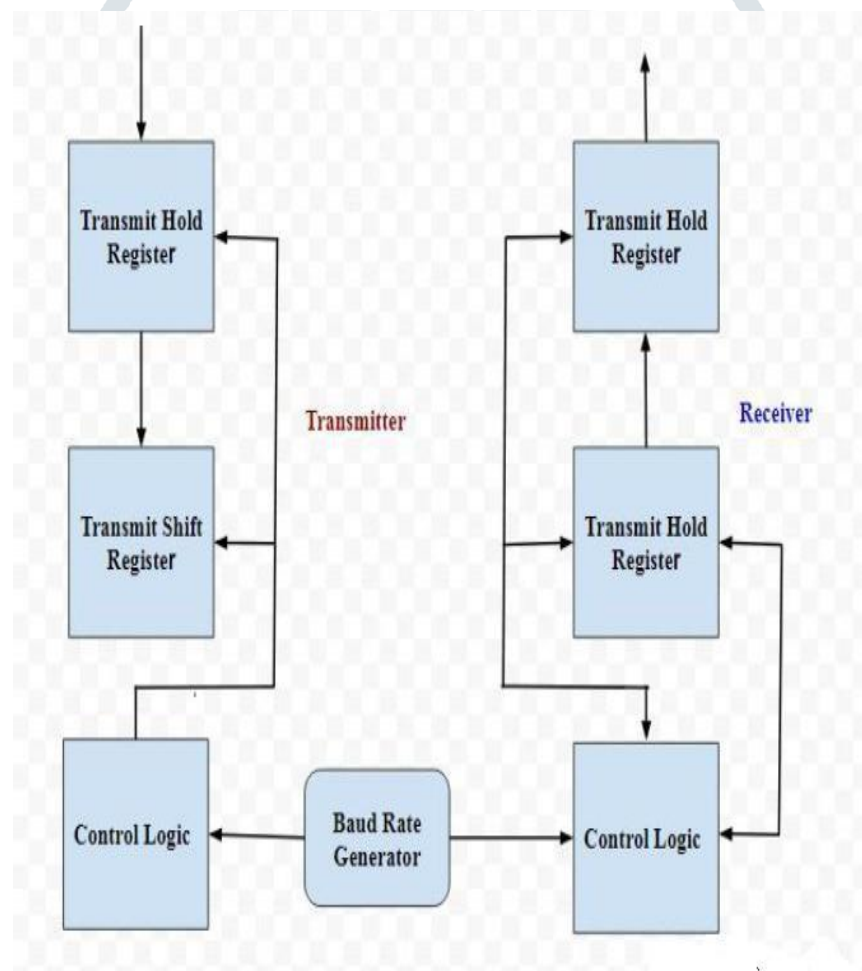 Transmit Hold
Register
Transmit Hold
Register
Transmitter
Receiver
Transmit Shift
Register
Transmit Hold
Register
Control Logic
Baud Rate
Generator
Control Logic